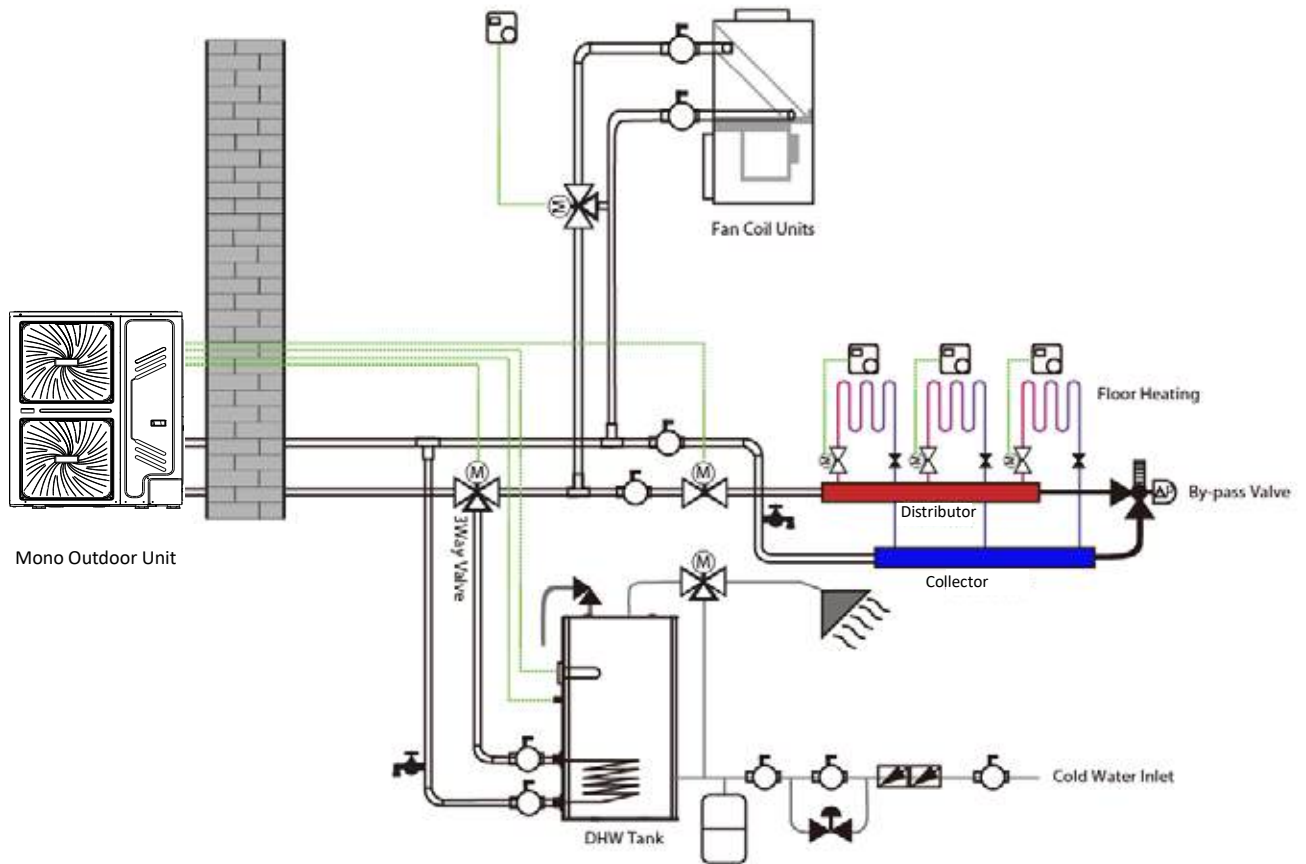 Fan Coil Units
M
Floor Heating
M
M
M
M
M
Distributor
ΔP
By-pass Valve
Mono Outdoor Unit
3Way Valve
Collector
M
Cold Water Inlet
DHW Tank